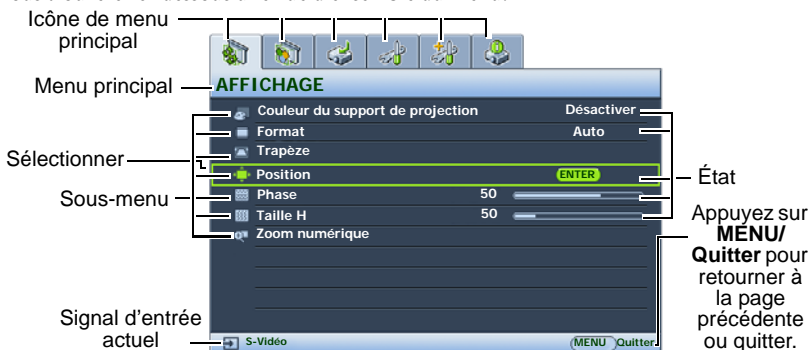 Icône de menu
principal
Menu principal
AFFICHAGE
Couleur du support de projection Désactiver
Format Auto
Trapèze
Sélectionner
Position ENTER
État
Sous-menu
Phase 50
Taille H 50
Zoom numérique
Appuyez sur
MENU/
Quitter pour
retourner à
la page
précédente
ou quitter.
Signal d'entrée
actuel
S-Vidéo
MENU Quitter